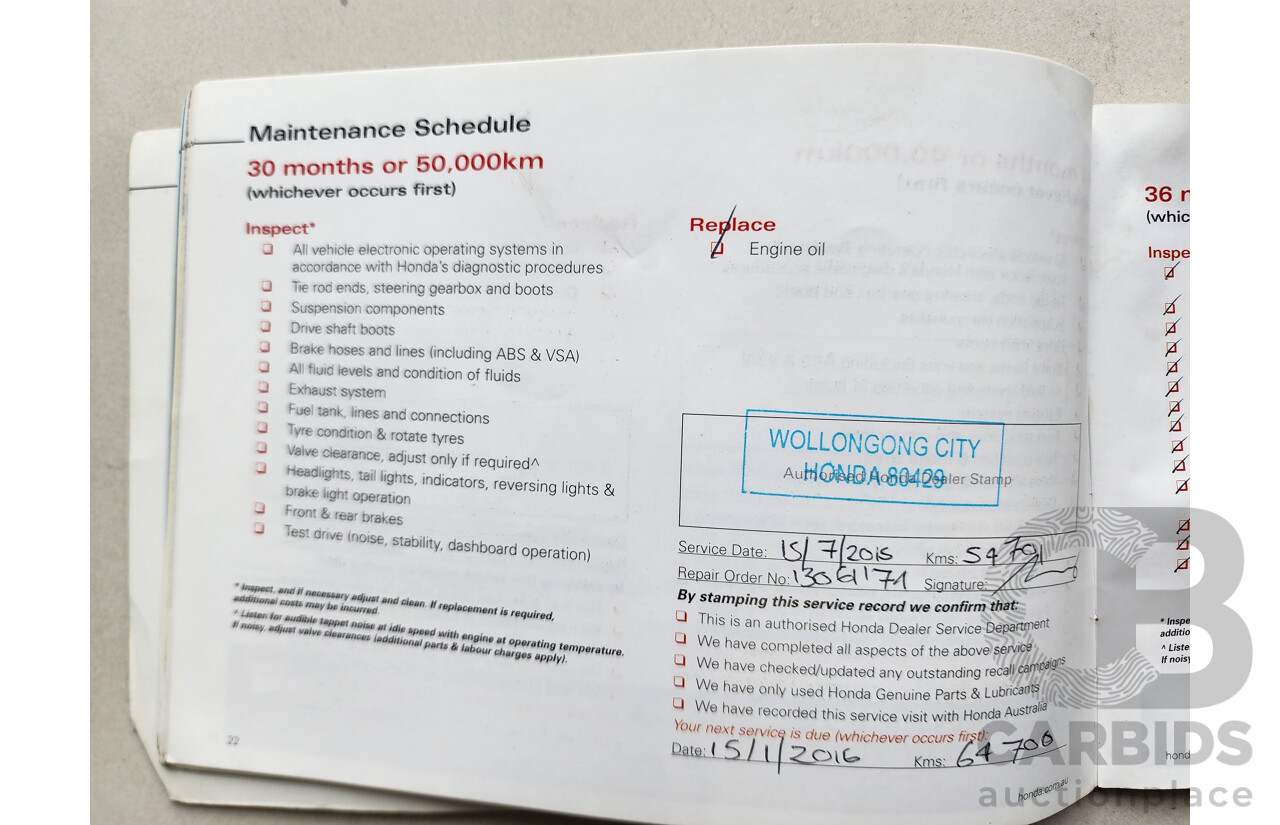 Maintenance Schedule
30 months or 50,000km
(whichever occurs first)
Inspect*
All vehicle electronic operating systems in
accordance with Honda's diagnostic procedures
Tie rod ends, steering gearbox and boots
Suspension components
Drive shaft boots
Brake hoses and lines (including ABS & VSA)
All fluid levels and condition of fluids
Exhaust system
Fuel tank, lines and connections
Tyre condition & rotate tyres
Valve clearance, adjust only if required^
Headlights, tail lights, indicators, reversing lights &
brake light operation
Front & rear brakes
Test drive (noise, stability, dashboard operation)
* Inspect, and if necessary adjust and clean. If replacement is required,
additional costs may be incurred.
^ Listen for audible tappet noise at idle speed with engine at operating temperature.
If noisy, adjust valve clearances (additional parts & labour charges apply).
22
Replace
Engine oil
WOLLONGONG CITY
HONDA 80429
Authorised Honda Dealer Stamp
Service Date: 15/7/2015 Kms: 54791
Repair Order No: 13061171 Signature:
By stamping this service record we confirm that:
This is an authorised Honda Dealer Service Department
We have completed all aspects of the above service
We have checked/updated any outstanding recall campaigns
We have only used Honda Genuine Parts & Lubricants
We have recorded this service visit with Honda Australia
Your next service is due (whichever occurs first):
Date: 15/1/2016 Kms: 64700
honda.com.au
36 m
(whic
Inspe
* Inspe
additio
^ Liste
If noisy
hond
CARBIDS
auctionplace